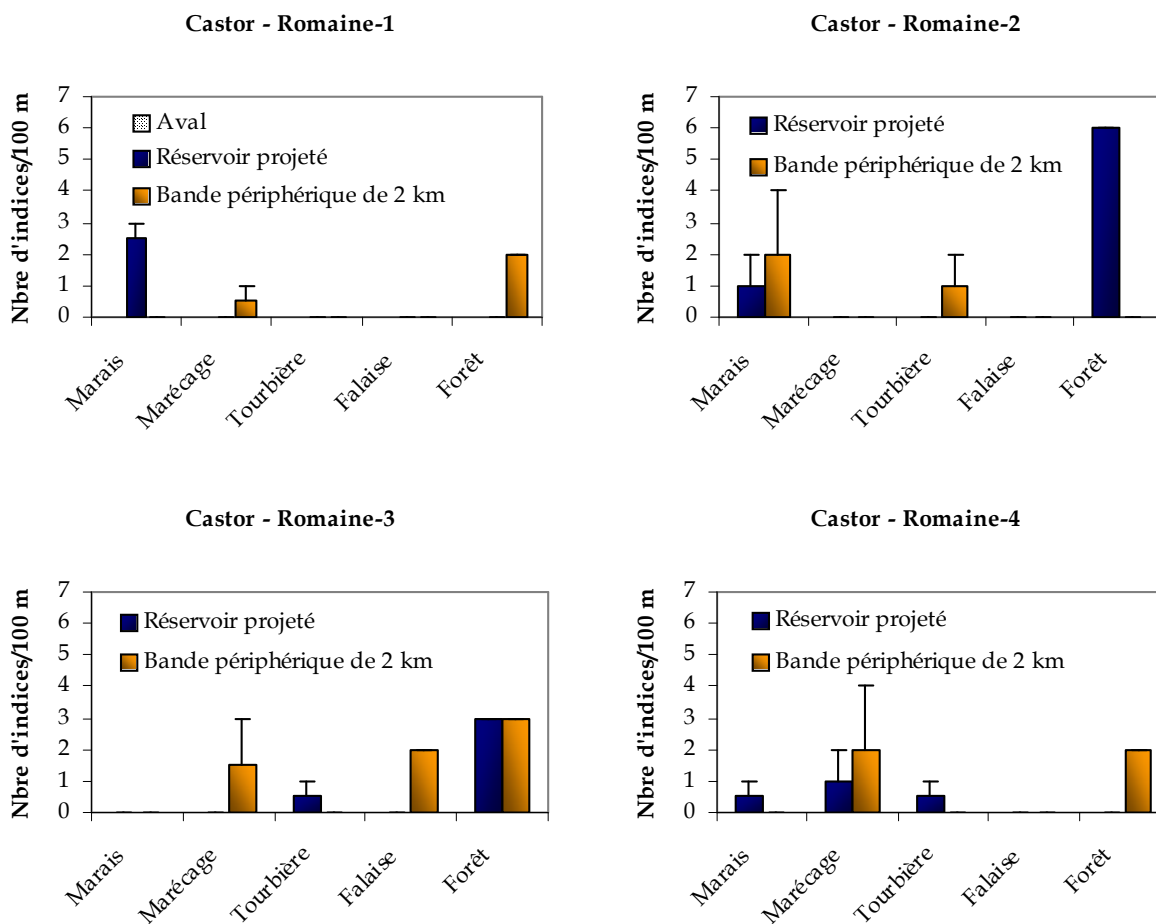 Castor - Romaine-1
Nbre d'indices/100 m
7
6
5
4
3
2
1
0
Aval
Réservoir projeté
Bande périphérique de 2 km
Marais
Marécage
Tourbière
Falaise
Forêt
Castor - Romaine-2
Nbre d'indices/100 m
7
6
5
4
3
2
1
0
Réservoir projeté
Bande périphérique de 2 km
Marais
Marécage
Tourbière
Falaise
Forêt
Castor - Romaine-3
Nbre d'indices/100 m
7
6
5
4
3
2
1
0
Réservoir projeté
Bande périphérique de 2 km
Marais
Marécage
Tourbière
Falaise
Forêt
Castor - Romaine-4
Nbre d'indices/100 m
7
6
5
4
3
2
1
0
Réservoir projeté
Bande périphérique de 2 km
Marais
Marécage
Tourbière
Falaise
Forêt